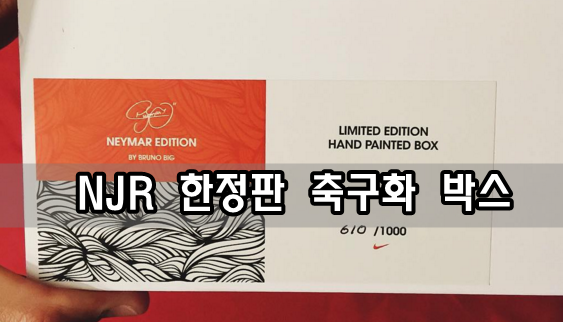 NEYMAR EDITION
BY BRUNO BIG
LIMITED EDITION
HAND PAINTED BOX
NJR 한정판 축구화 박스
610 /1000